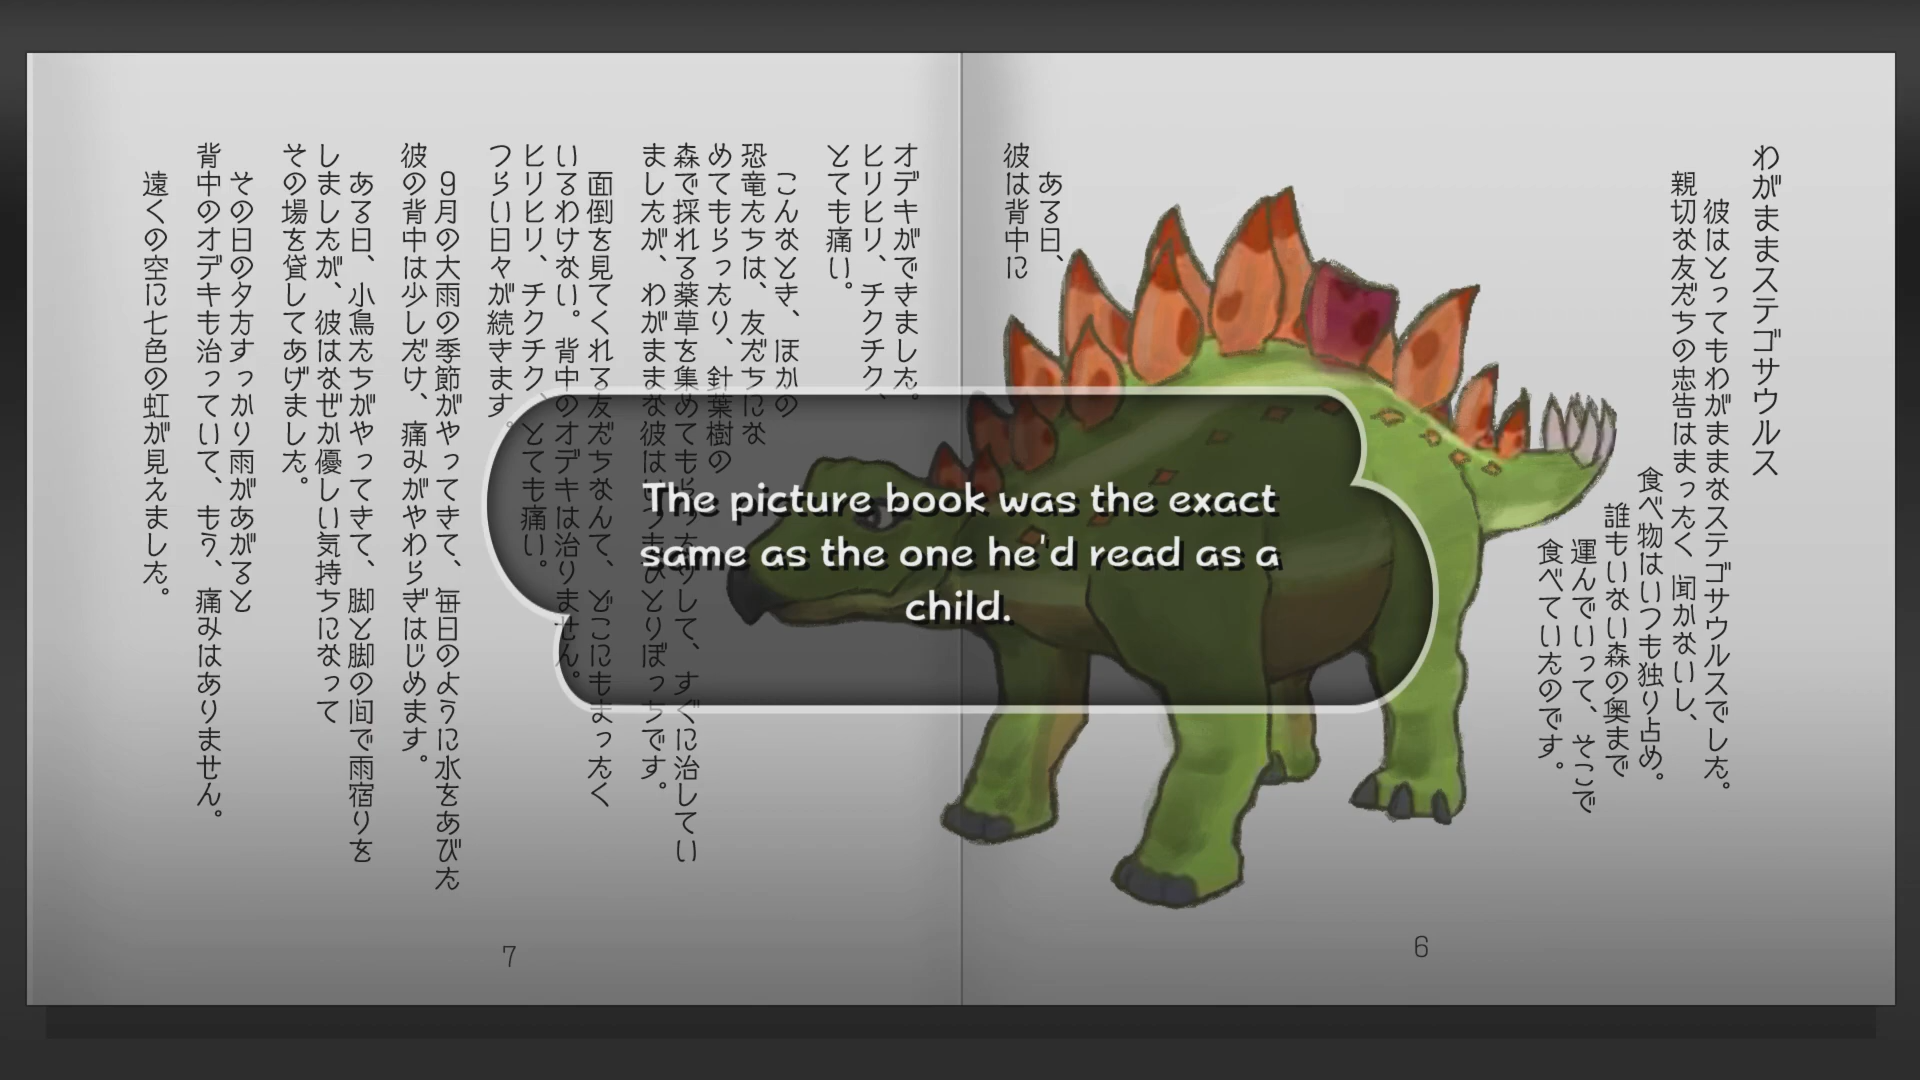 わがままステゴサウルス
彼はとってもわがままなステゴサウルスでした。
親切な友だちの忠告はまったく聞かないし、
食べ物はいつも独り占め。
誰もいない森の奥まで
運んでいって、そこで
食べていたのです。
ある日、
彼は背中に
6
オデキができました。
ヒリヒリ、チクチク、
とても痛い。
こんなとき、ほかの
恐竜たちは、友だちにな
めてもらったり、針葉樹の
森で採れる薬草を集めてもらったりして、すぐに治してい
ましたが、わがままな彼はいつもひとりぼっちです。
面倒を見てくれる友だちなんて、どこにもまったく
いるわけない。背中のオデキは治りません。
ヒリヒリ、チクチク、とても痛い。
つらい日々が続きます。
9月の大雨の季節がやってきて、毎日のように水をあびた
彼の背中は少しだけ、痛みがやわらぎはじめます。
ある日、小鳥たちがやってきて、脚と脚の間で雨宿りを
しましたが、彼はなぜか優しい気持ちになって
その場を貸してあげました。
その日の夕方すっかり雨があがると
背中のオデキも治っていて、もう、痛みはありません。
遠くの空に七色の虹が見えました。
7
The picture book was the exact
same as the one he'd read as a
child.